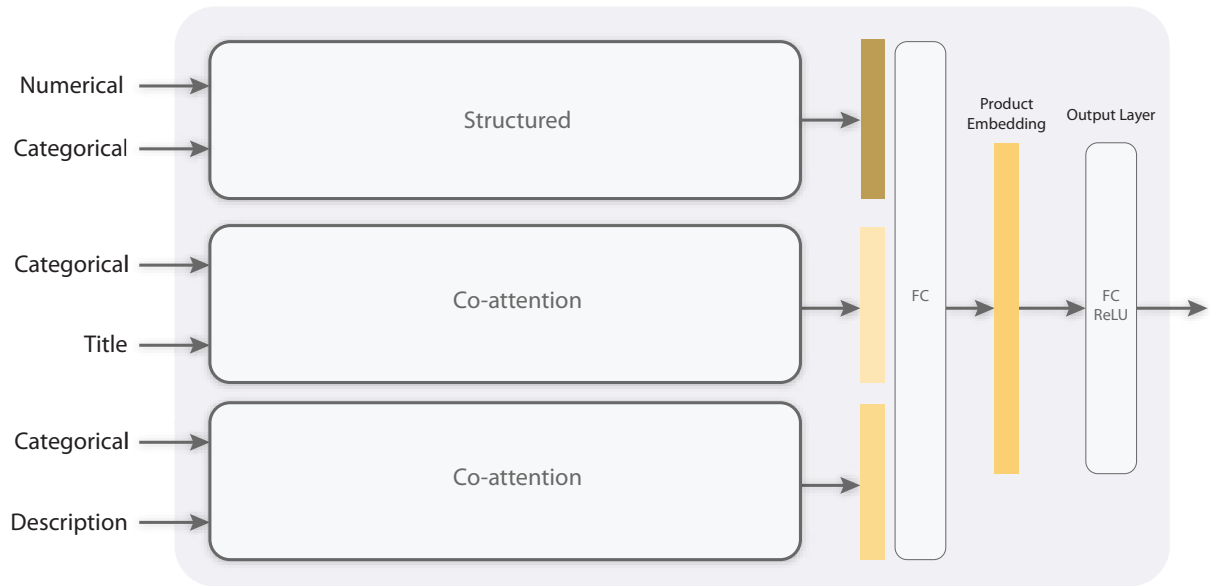 Numerical
Categorical
Structured
Categorical
Title
Co-attention
Categorical
Description
Co-attention
FC
Product
Embedding
Output Layer
FC
ReLU